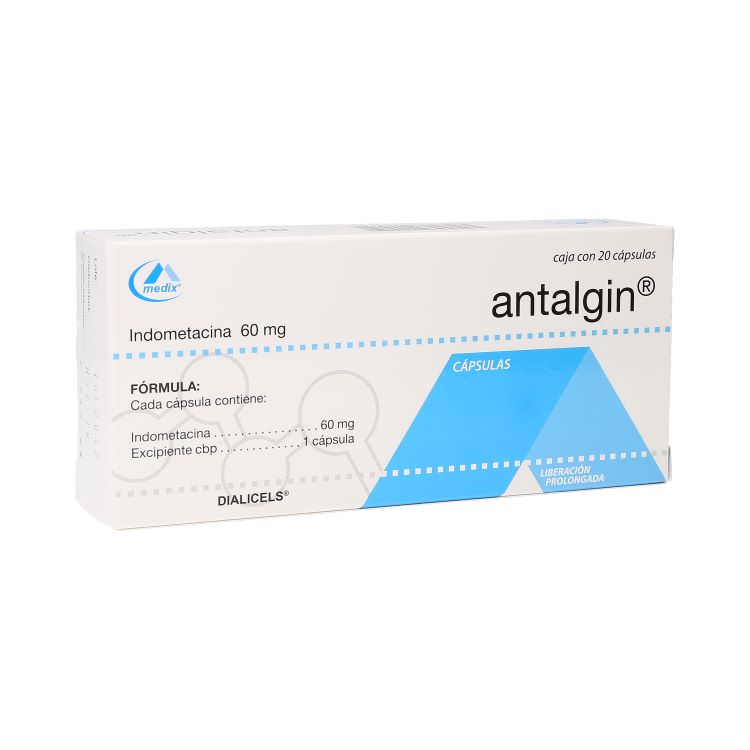 antalgin
caja con 20 cápsulas
medix®
antalgin®
Indometacina 60 mg
CÁPSULAS
FÓRMULA:
Cada cápsula contiene:
Indometacina . . . . . . . . . . . . . . . . 60 mg
Excipiente cbp . . . . . . . . . . . . 1 cápsula
LIBERACIÓN
PROLONGADA
DIALICELS®